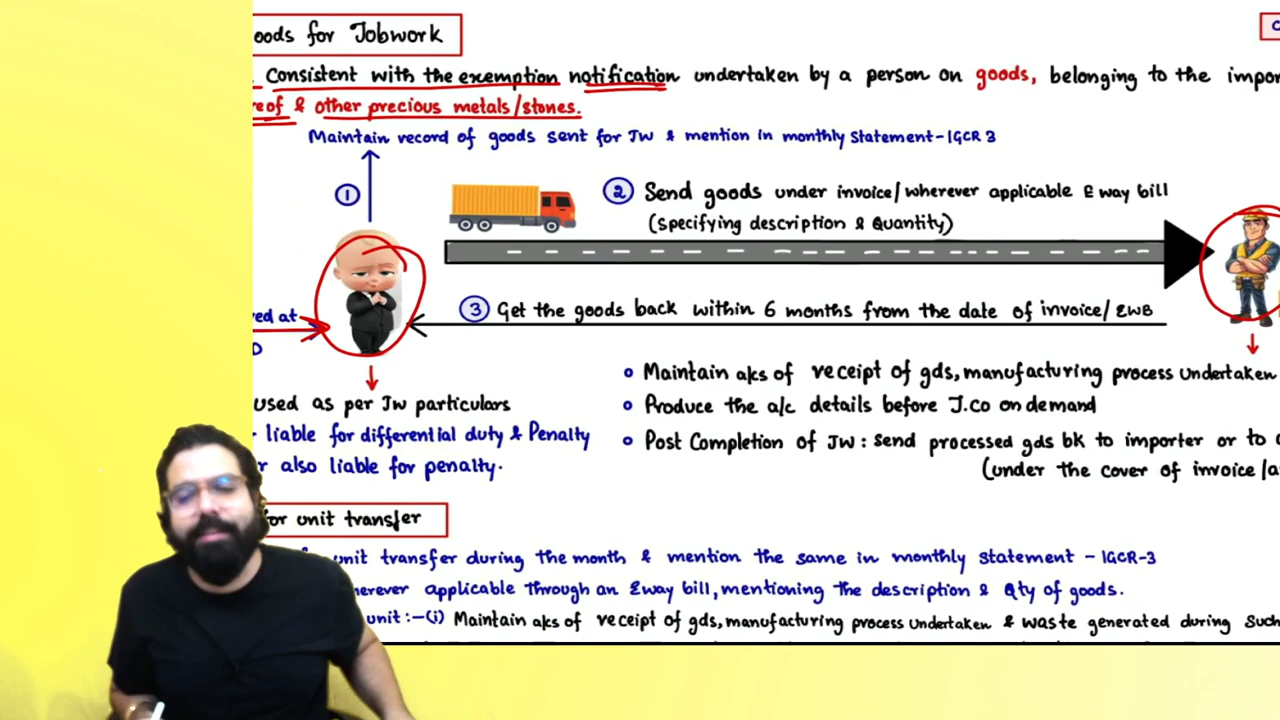 oods for Jobwork
Consistent with the exemption notification undertaken by a person on goods, belonging to the impor
reof & other precious metals/stones.
Maintain record of goods sent for JW & mention in monthly Statement-IGCR 3
1
2 Send goods under invoice/wherever applicable E way bill
(specifying description & Quantity)
3 Get the goods back within 6 months from the date of invoice/EWB
ved at
D
used as per JW particulars
liable for differential duty & Penalty
r also liable for penalty.
Maintain a/cs of receipt of gds, manufacturing process undertaken
Produce the a/c details before J.Co on demand
Post Completion of JW: Send processed gds bk to importer or to
(under the cover of invoice/
for unit transfer
unit transfer during the month & mention the same in monthly statement - IGCR-3
herever applicable through an Eway bill, mentioning the description & Qty of goods.
unit:-(i) Maintain a/cs of receipt of gds, manufacturing process undertaken & waste generated during Such